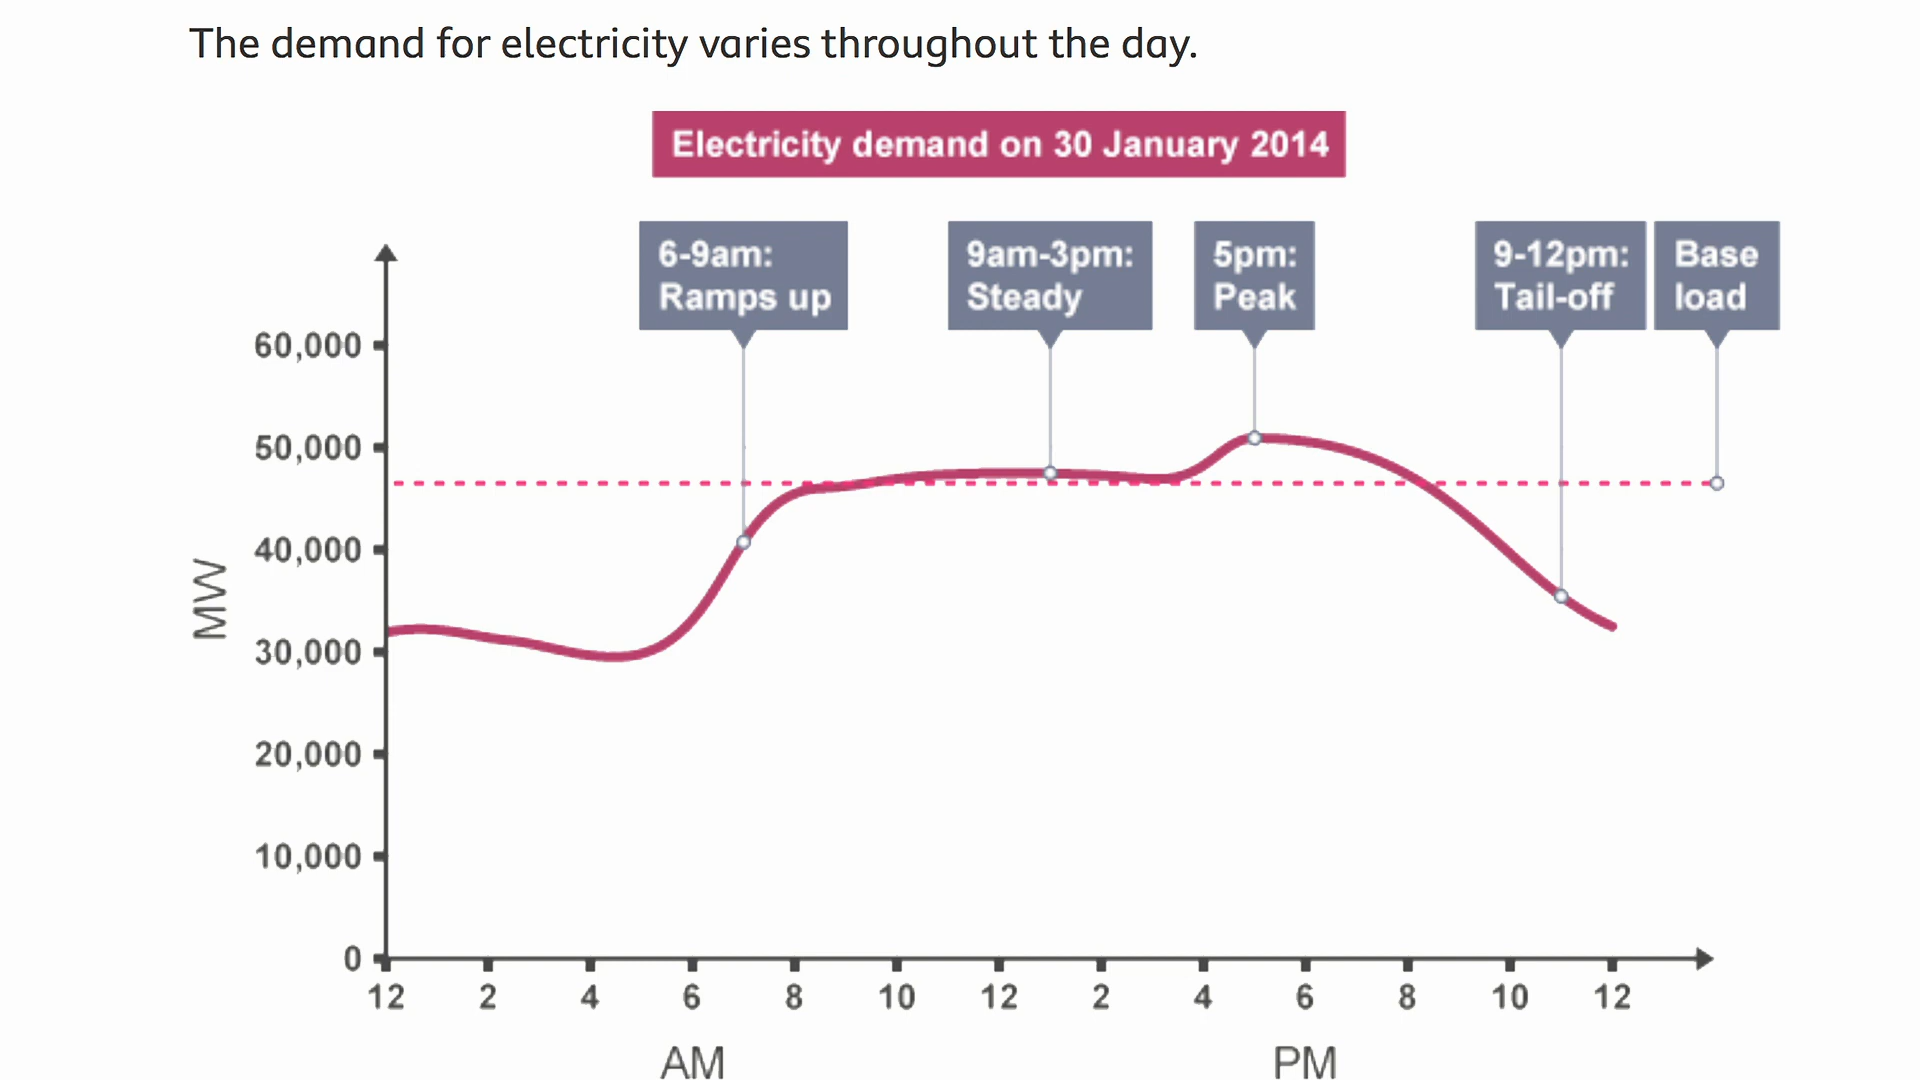 The demand for electricity varies throughout the day.
Electricity demand on 30 January 2014
6-9am:
Ramps up
9am-3pm:
Steady
5pm:
Peak
9-12pm:
Tail-off
Base
load
60,000
50,000
40,000
30,000
20,000
10,000
0
MW
12 2 4 6 8 10 12 2 4 6 8 10 12
AM PM